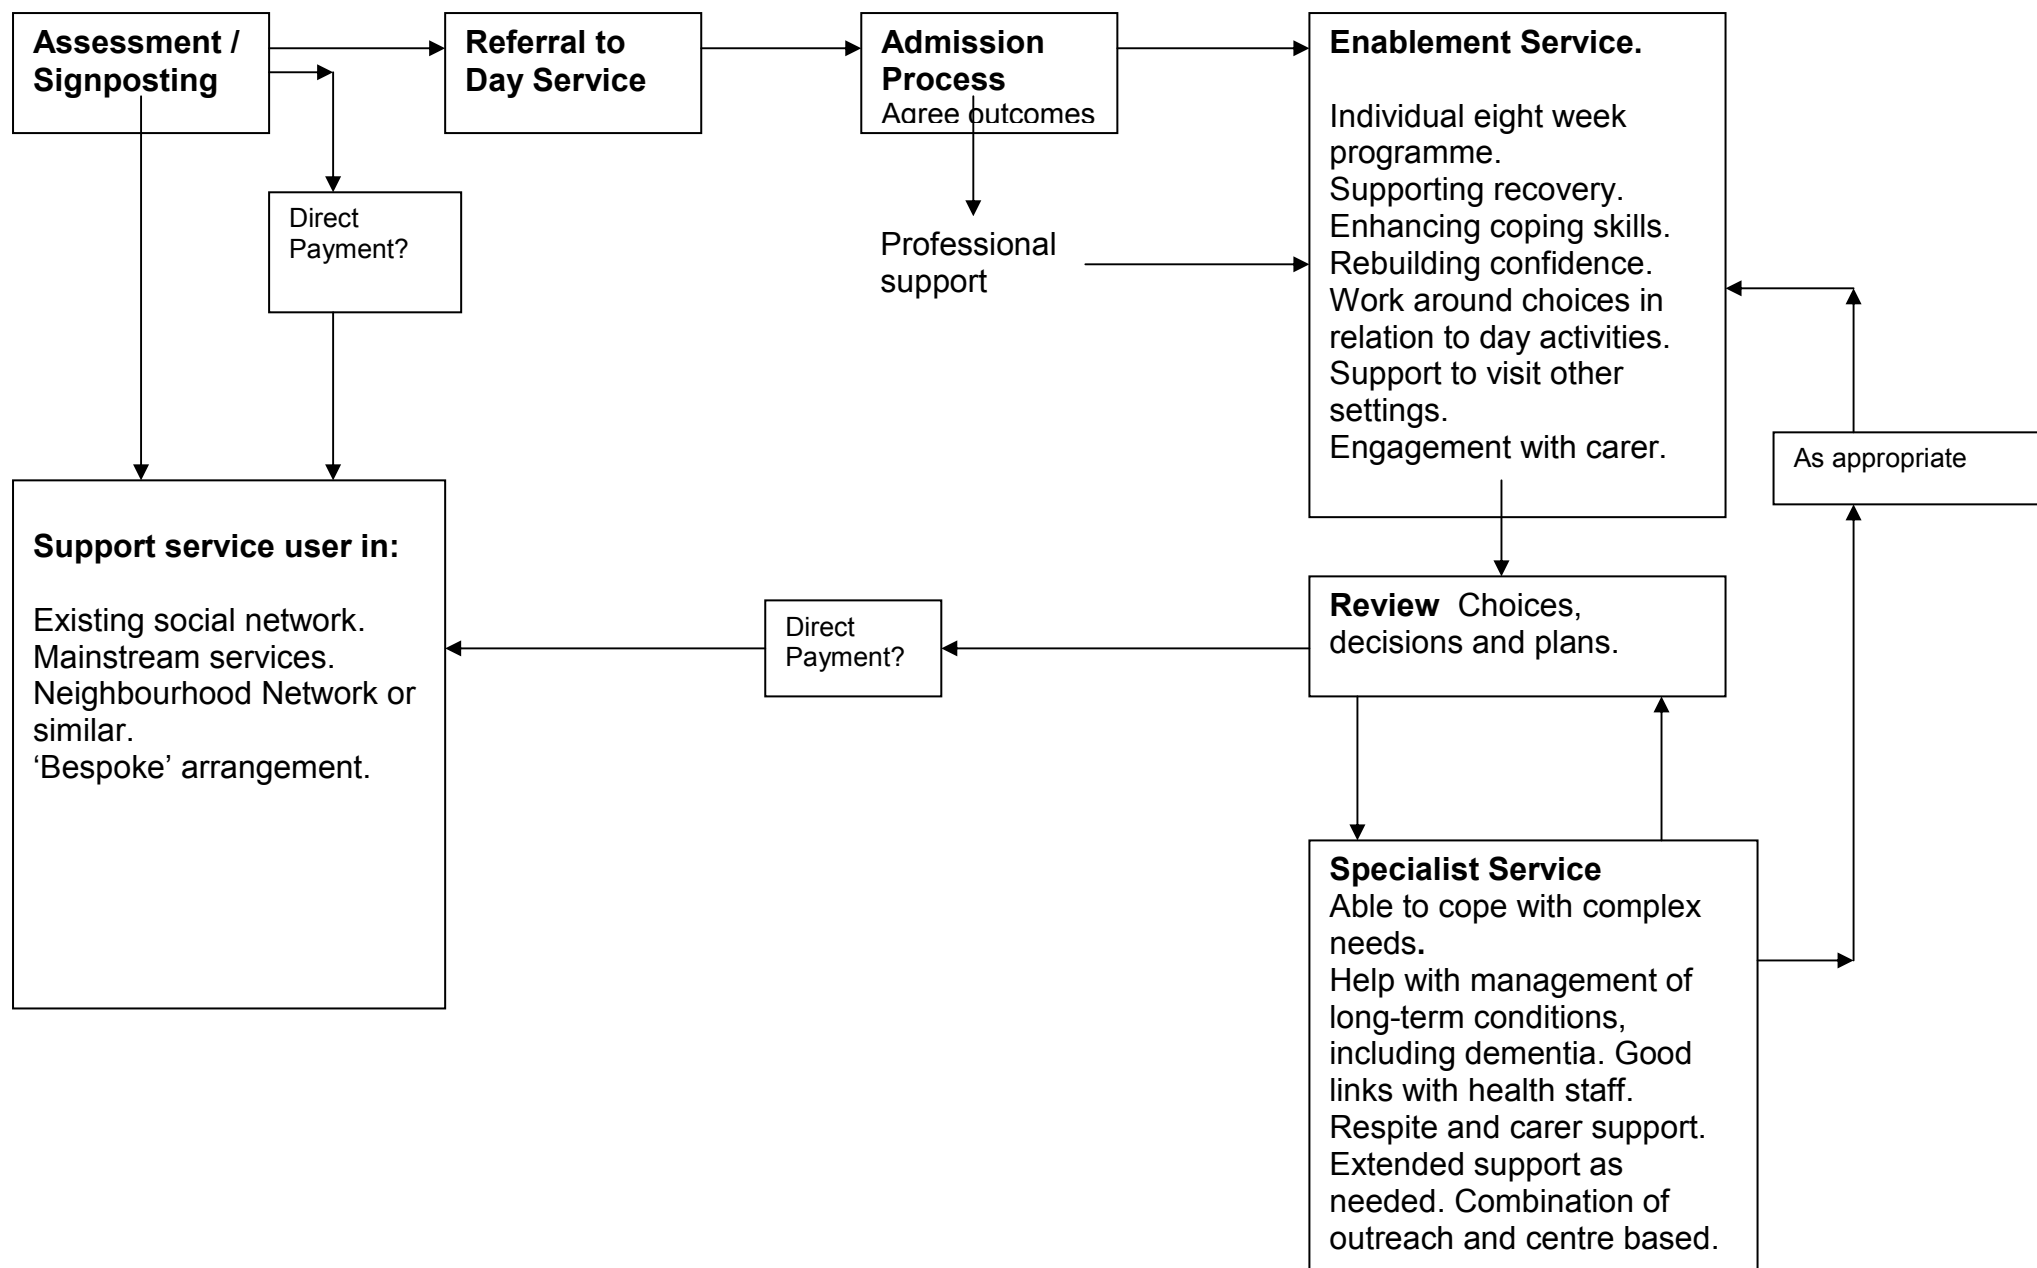 Assessment /
Signposting
Referral to
Day Service
Admission
Process
Agree outcomes
Enablement Service.
Individual eight week
programme.
Supporting recovery.
Enhancing coping skills.
Rebuilding confidence.
Work around choices in
relation to day activities.
Support to visit other
settings.
Engagement with carer.
Direct
Payment?
Professional
support
As appropriate
Support service user in:
Existing social network.
Mainstream services.
Neighbourhood Network or
similar.
‘Bespoke’ arrangement.
Direct
Payment?
Review  Choices,
decisions and plans.
Specialist Service
Able to cope with complex
needs.
Help with management of
long-term conditions,
including dementia. Good
links with health staff.
Respite and carer support.
Extended support as
needed. Combination of
outreach and centre based.